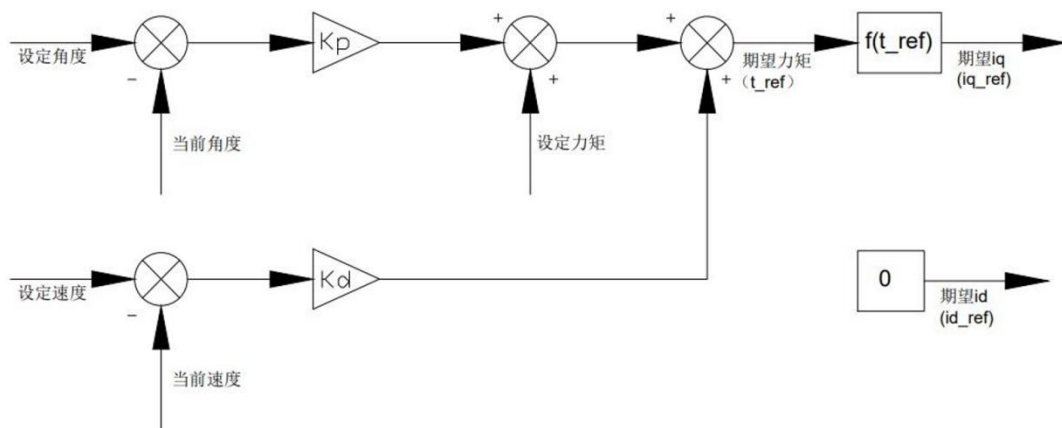 设定角度
-
当前角度
Kp
+
+
设定力矩
+
+
期望力矩
(t_ref)
f(t_ref)
期望iq
(iq_ref)
设定速度
-
当前速度
Kd
0
期望id
(id_ref)